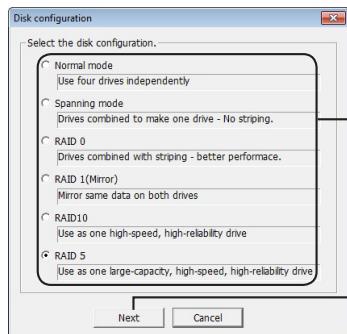 Disk configuration
Select the disk configuration.
Normal mode
Use four drives independently
Spanning mode
Drives combined to make one drive - No striping.
RAID 0
Drives combined with striping - better performace.
RAID 1(Mirror)
Mirror same data on both drives
RAID10
Use as one high-speed, high-reliability drive
RAID 5
Use as one large-capacity, high-speed, high-reliability drive
Next
Cancel